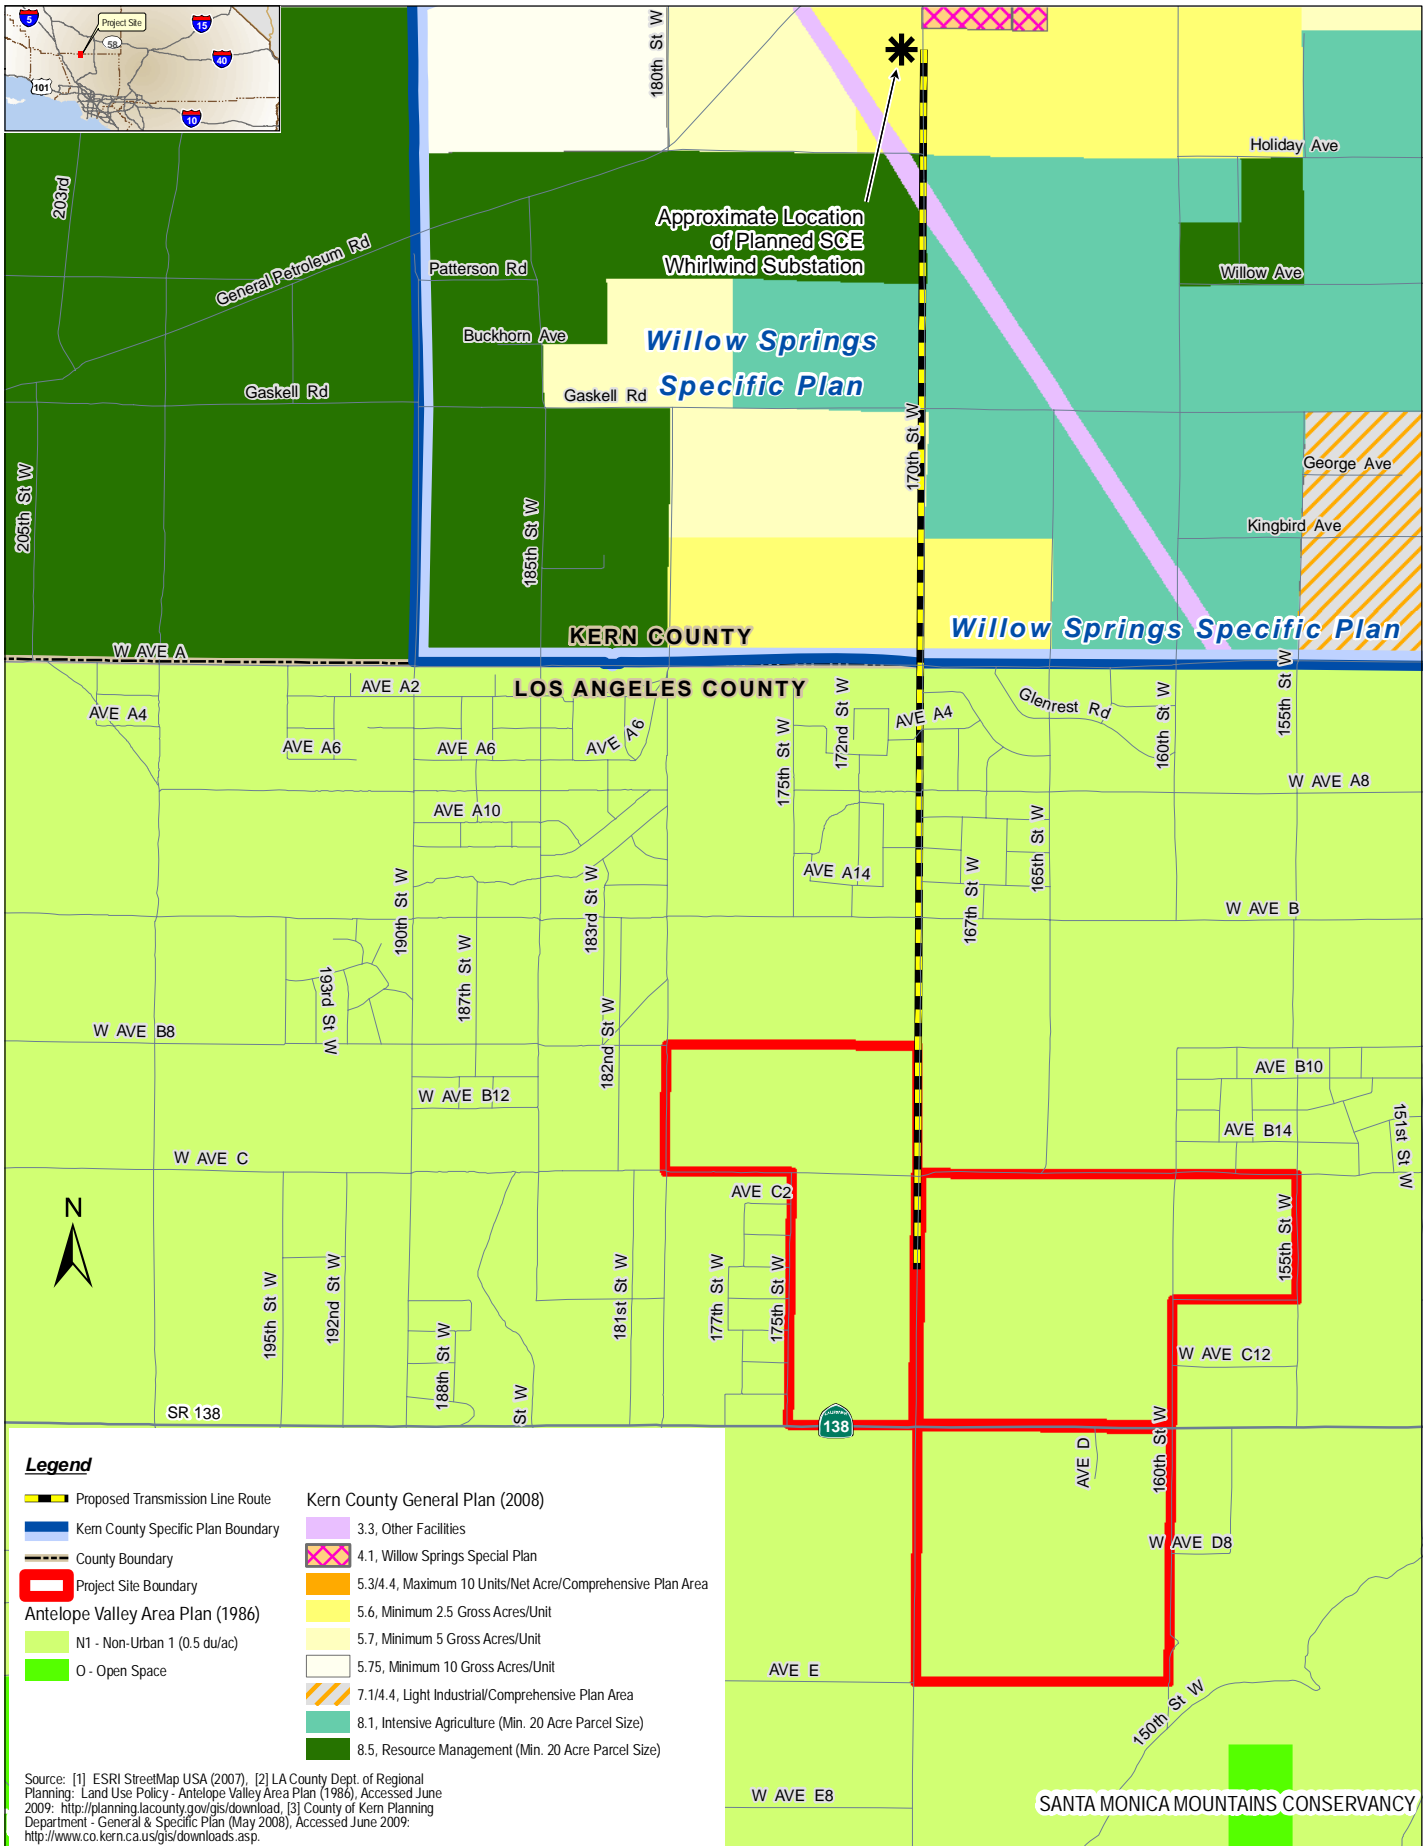 5
Project Site
15
58
40
101
10
180th St W
Holiday Ave
203rd
Approximate Location
of Planned SCE
Whirlwind Substation
General Petroleum Rd
Patterson Rd
Willow Ave
Buckhorn Ave
Willow Springs
Specific Plan
Gaskell Rd
Gaskell Rd
170th St W
George Ave
205th St W
185th St W
Kingbird Ave
KERN COUNTY
Willow Springs Specific Plan
W AVE A
LOS ANGELES COUNTY
AVE A2
AVE A4
AVE A6
AVE A6
AVE A6
175th St W
172nd St W
AVE A4
Glenrest Rd
160th St W
155th St W
W AVE A8
AVE A10
190th St W
183rd St W
AVE A14
167th St W
165th St W
W AVE B
193rd St W
187th St W
182nd St W
W AVE B8
W AVE B12
AVE B10
AVE B14
151st St W
W AVE C
AVE C2
155th St W
N
195th St W
192nd St W
188th St W
St W
181st St W
177th St W
175th St W
W AVE C12
SR 138
138
AVE D
160th St W
W AVE D8
AVE E
150th St W
W AVE E8
SANTA MONICA MOUNTAINS CONSERVANCY
Legend
Proposed Transmission Line Route
Kern County Specific Plan Boundary
County Boundary
Project Site Boundary
Antelope Valley Area Plan (1986)
N1 - Non-Urban 1 (0.5 du/ac)
O - Open Space
Kern County General Plan (2008)
3.3, Other Facilities
4.1, Willow Springs Special Plan
5.3/4.4, Maximum 10 Units/Net Acre/Comprehensive Plan Area
5.6, Minimum 2.5 Gross Acres/Unit
5.7, Minimum 5 Gross Acres/Unit
5.75, Minimum 10 Gross Acres/Unit
7.1/4.4, Light Industrial/Comprehensive Plan Area
8.1, Intensive Agriculture (Min. 20 Acre Parcel Size)
8.5, Resource Management (Min. 20 Acre Parcel Size)
Source: [1] ESRI StreetMap USA (2007), [2] LA County Dept. of Regional
Planning: Land Use Policy - Antelope Valley Area Plan (1986), Accessed June
2009: http://planning.lacounty.gov/gis/download, [3] County of Kern Planning
Department - General & Specific Plan (May 2008), Accessed June 2009:
http://www.co.kern.ca.us/gis/downloads.asp.